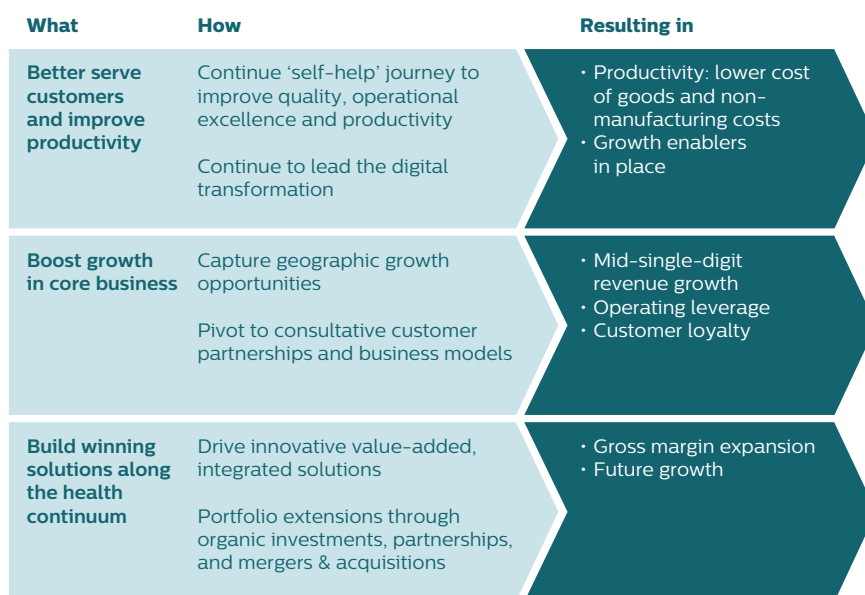 What
How
Resulting in
Better serve
customers
and improve
productivity
Continue ‘self-help’ journey to
improve quality, operational
excellence and productivity
Continue to lead the digital
transformation
· Productivity: lower cost
of goods and non-
manufacturing costs
· Growth enablers
in place
Boost growth
in core business
Capture geographic growth
opportunities
Pivot to consultative customer
partnerships and business models
· Mid-single-digit
revenue growth
· Operating leverage
· Customer loyalty
Build winning
solutions along
the health
continuum
Drive innovative value-added,
integrated solutions
Portfolio extensions through
organic investments, partnerships,
and mergers & acquisitions
· Gross margin expansion
· Future growth